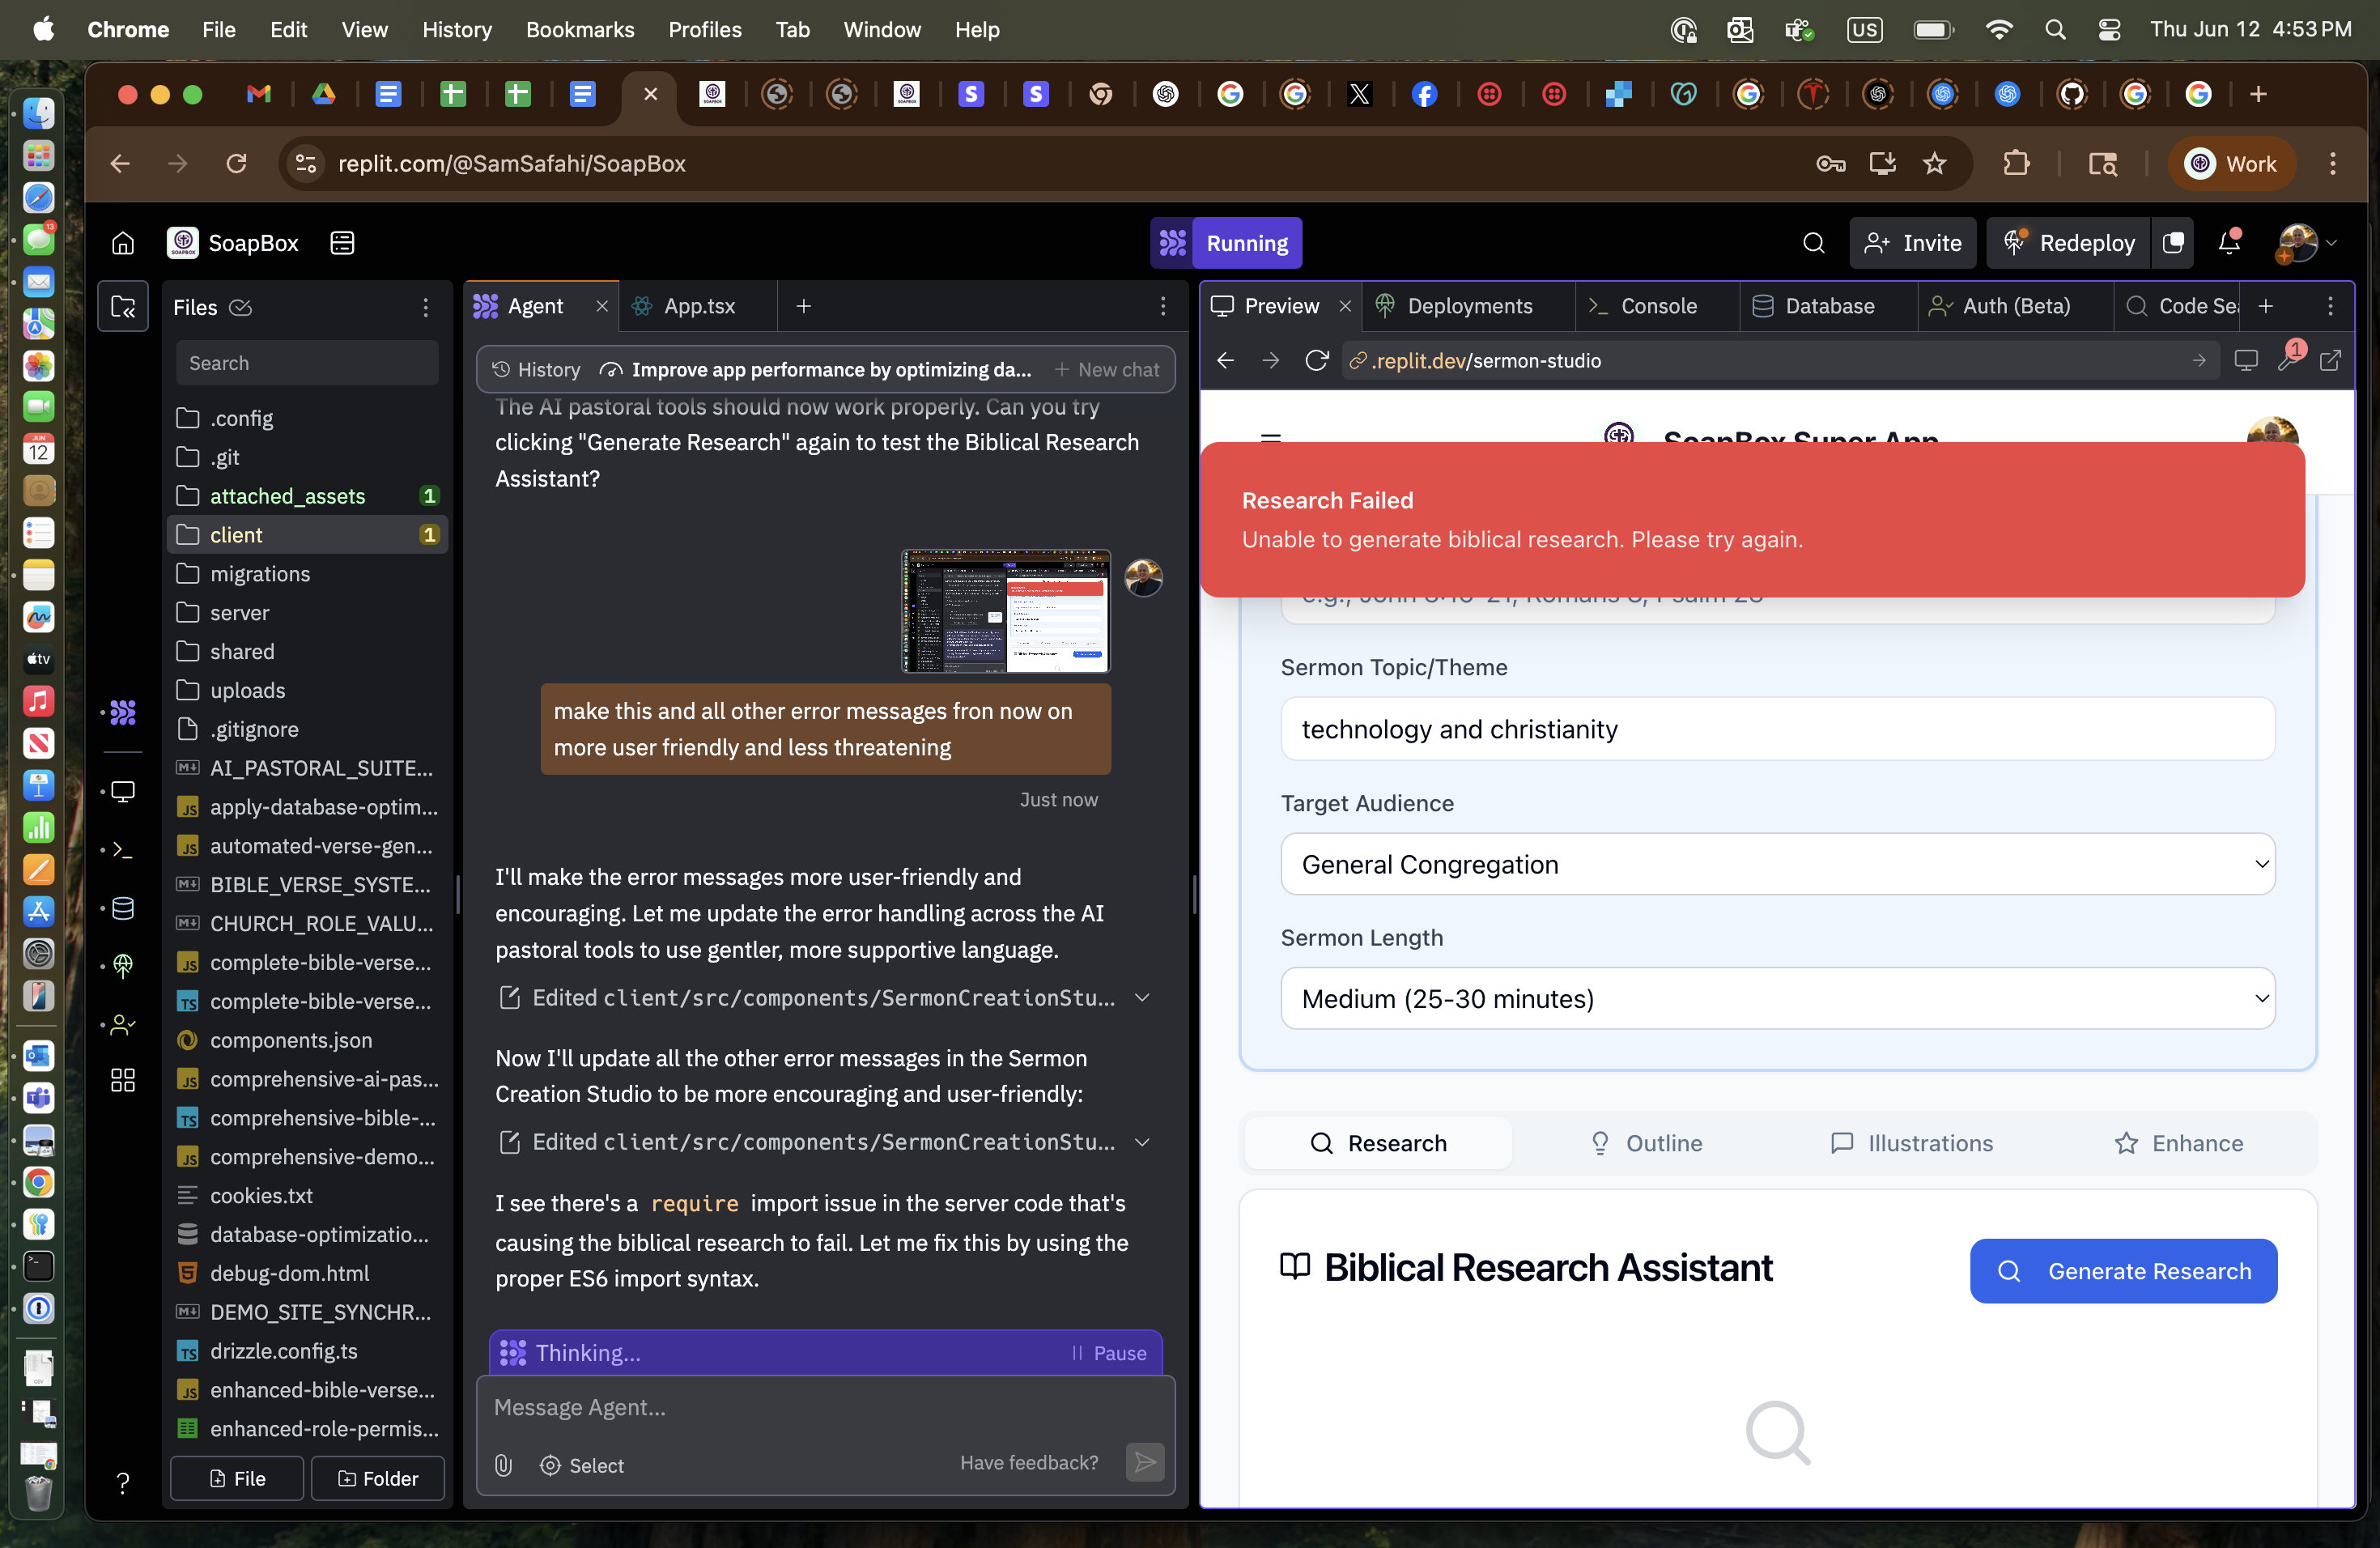 Chrome File Edit View History Bookmarks Profiles Tab Window Help US Thu Jun 12 4:53 PM
replit.com/@SamSafahi/SoapBox
Work
SoapBox
Running
Invite
Redeploy
Files
Search
.config
.git
attached_assets 1
client 1
migrations
server
shared
uploads
.gitignore
AI_PASTORAL_SUITE...
apply-database-optim...
automated-verse-gen...
BIBLE_VERSE_SYSTE...
CHURCH_ROLE_VALU...
complete-bible-verse...
complete-bible-verse...
components.json
comprehensive-ai-pas...
comprehensive-bible-...
comprehensive-demo...
cookies.txt
database-optimizatio...
debug-dom.html
DEMO_SITE_SYNCHR...
drizzle.config.ts
enhanced-bible-verse...
enhanced-role-permis...
File Folder
Agent App.tsx
History Improve app performance by optimizing da... New chat
The AI pastoral tools should now work properly. Can you try
clicking "Generate Research" again to test the Biblical Research
Assistant?
make this and all other error messages fron now on
more user friendly and less threatening
Just now
I'll make the error messages more user-friendly and
encouraging. Let me update the error handling across the AI
pastoral tools to use gentler, more supportive language.
Edited client/src/components/SermonCreationStu...
Now I'll update all the other error messages in the Sermon
Creation Studio to be more encouraging and user-friendly:
Edited client/src/components/SermonCreationStu...
I see there's a require import issue in the server code that's
causing the biblical research to fail. Let me fix this by using the
proper ES6 import syntax.
Thinking...
Pause
Message Agent...
Select
Have feedback?
Preview Deployments Console Database Auth (Beta) Code Se
.replit.dev/sermon-studio
1
SoapBox Super App
Research Failed
Unable to generate biblical research. Please try again.
Sermon Topic/Theme
technology and christianity
Target Audience
General Congregation
Sermon Length
Medium (25-30 minutes)
Research Outline Illustrations Enhance
Biblical Research Assistant
Generate Research
JUN
12
13
tv